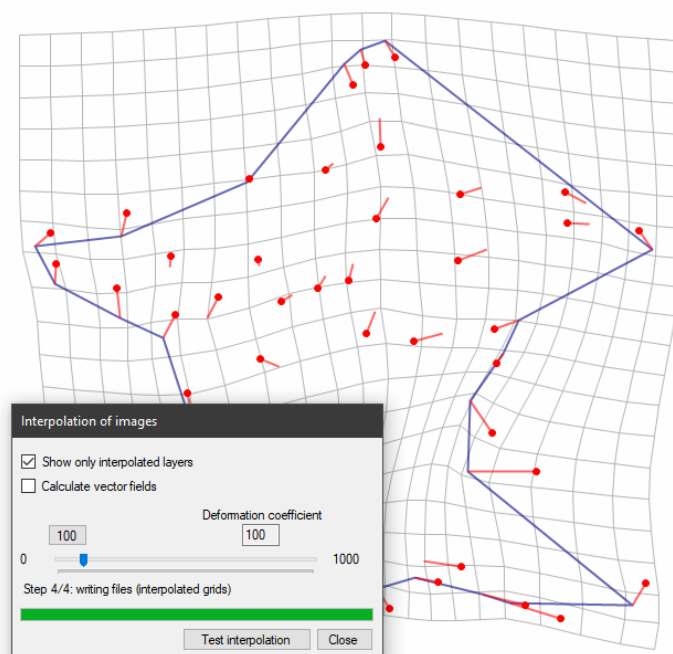 Interpolation of images
Show only interpolated layers
Calculate vector fields
Deformation coefficient
100 100
0 1000
Step 4/4: writing files (interpolated grids)
Test interpolation Close